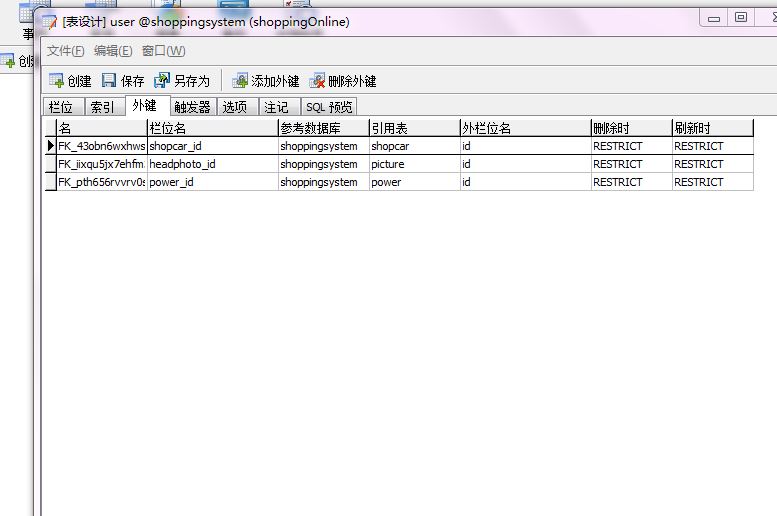 [表设计] user @shoppingsystem (shoppingOnline)
文件(F) 编辑(E) 窗口(W)
创建 保存 另存为 添加外键 删除外键
栏位 索引 外键 触发器 选项 注记 SQL 预览
名 栏位名 参考数据库 引用表 外栏位名 删除时 刷新时
FK_43obn6wxhws shopcar_id shoppingsystem shopcar id RESTRICT RESTRICT
FK_iixqu5jx7ehfm headphoto_id shoppingsystem picture id RESTRICT RESTRICT
FK_pth656rvvrv0s power_id shoppingsystem power id RESTRICT RESTRICT